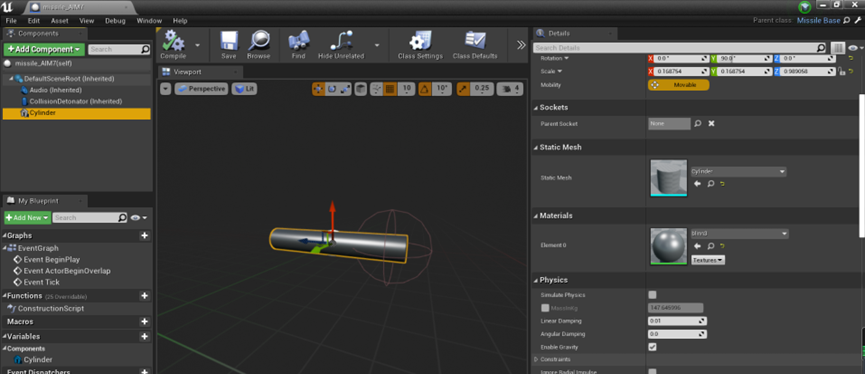 missile_AIM7
File Edit Asset View Debug Window Help
Parent class: Missile Base
Components
+ Add Component
Search
missile_AIM7(self)
DefaultSceneRoot (Inherited)
Audio (Inherited)
CollisionDetonator (Inherited)
Cylinder
My Blueprint
+ Add New
Search
Graphs
EventGraph
Event BeginPlay
Event ActorBeginOverlap
Event Tick
Functions (26 Overridable)
ConstructionScript
Macros
Variables
Components
Cylinder
Event Dispatchers
Compile
Save
Browse
Find
Hide Unrelated
Class Settings
Class Defaults
Viewport
Perspective
Lit
10
10°
0.25
4
Details
Search Details
Rotation X 0.0° Y 90.0° Z 0.0°
Scale X 0.168754 Y 0.168754 Z 0.989058
Mobility Movable
Sockets
Parent Socket None
Static Mesh
Static Mesh Cylinder
Materials
Element 0 blend
Textures
Physics
Simulate Physics
Linear Damping 0.01
Angular Damping 0.0
Enable Gravity
Constraints
Ignore Radial Impulse